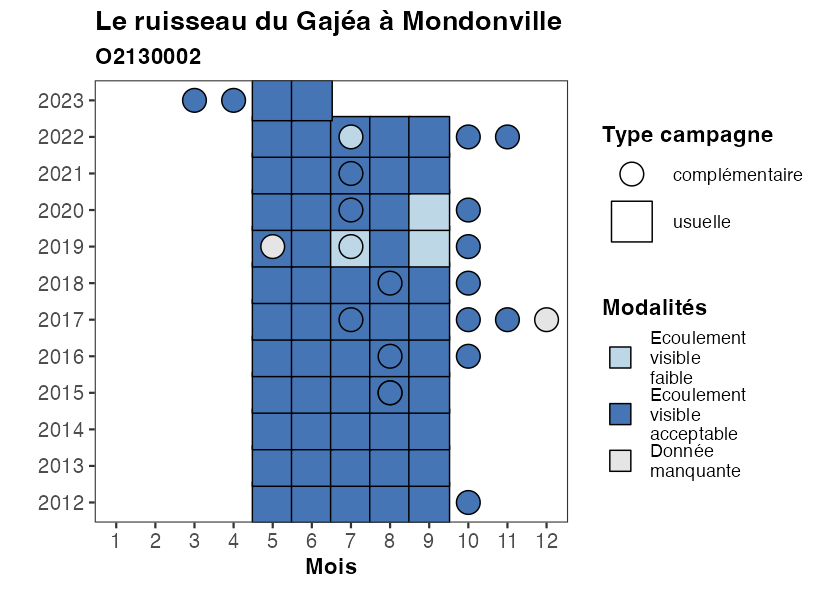 Le ruisseau du Gajéa à Mondonville
O2130002
2023
2022
2021
2020
2019
2018
2017
2016
2015
2014
2013
2012
1 2 3 4 5 6 7 8 9 10 11 12
Mois
Type campagne
complémentaire
usuelle
Modalités
Ecoulement
visible
faible
Ecoulement
visible
acceptable
Donnée
manquante